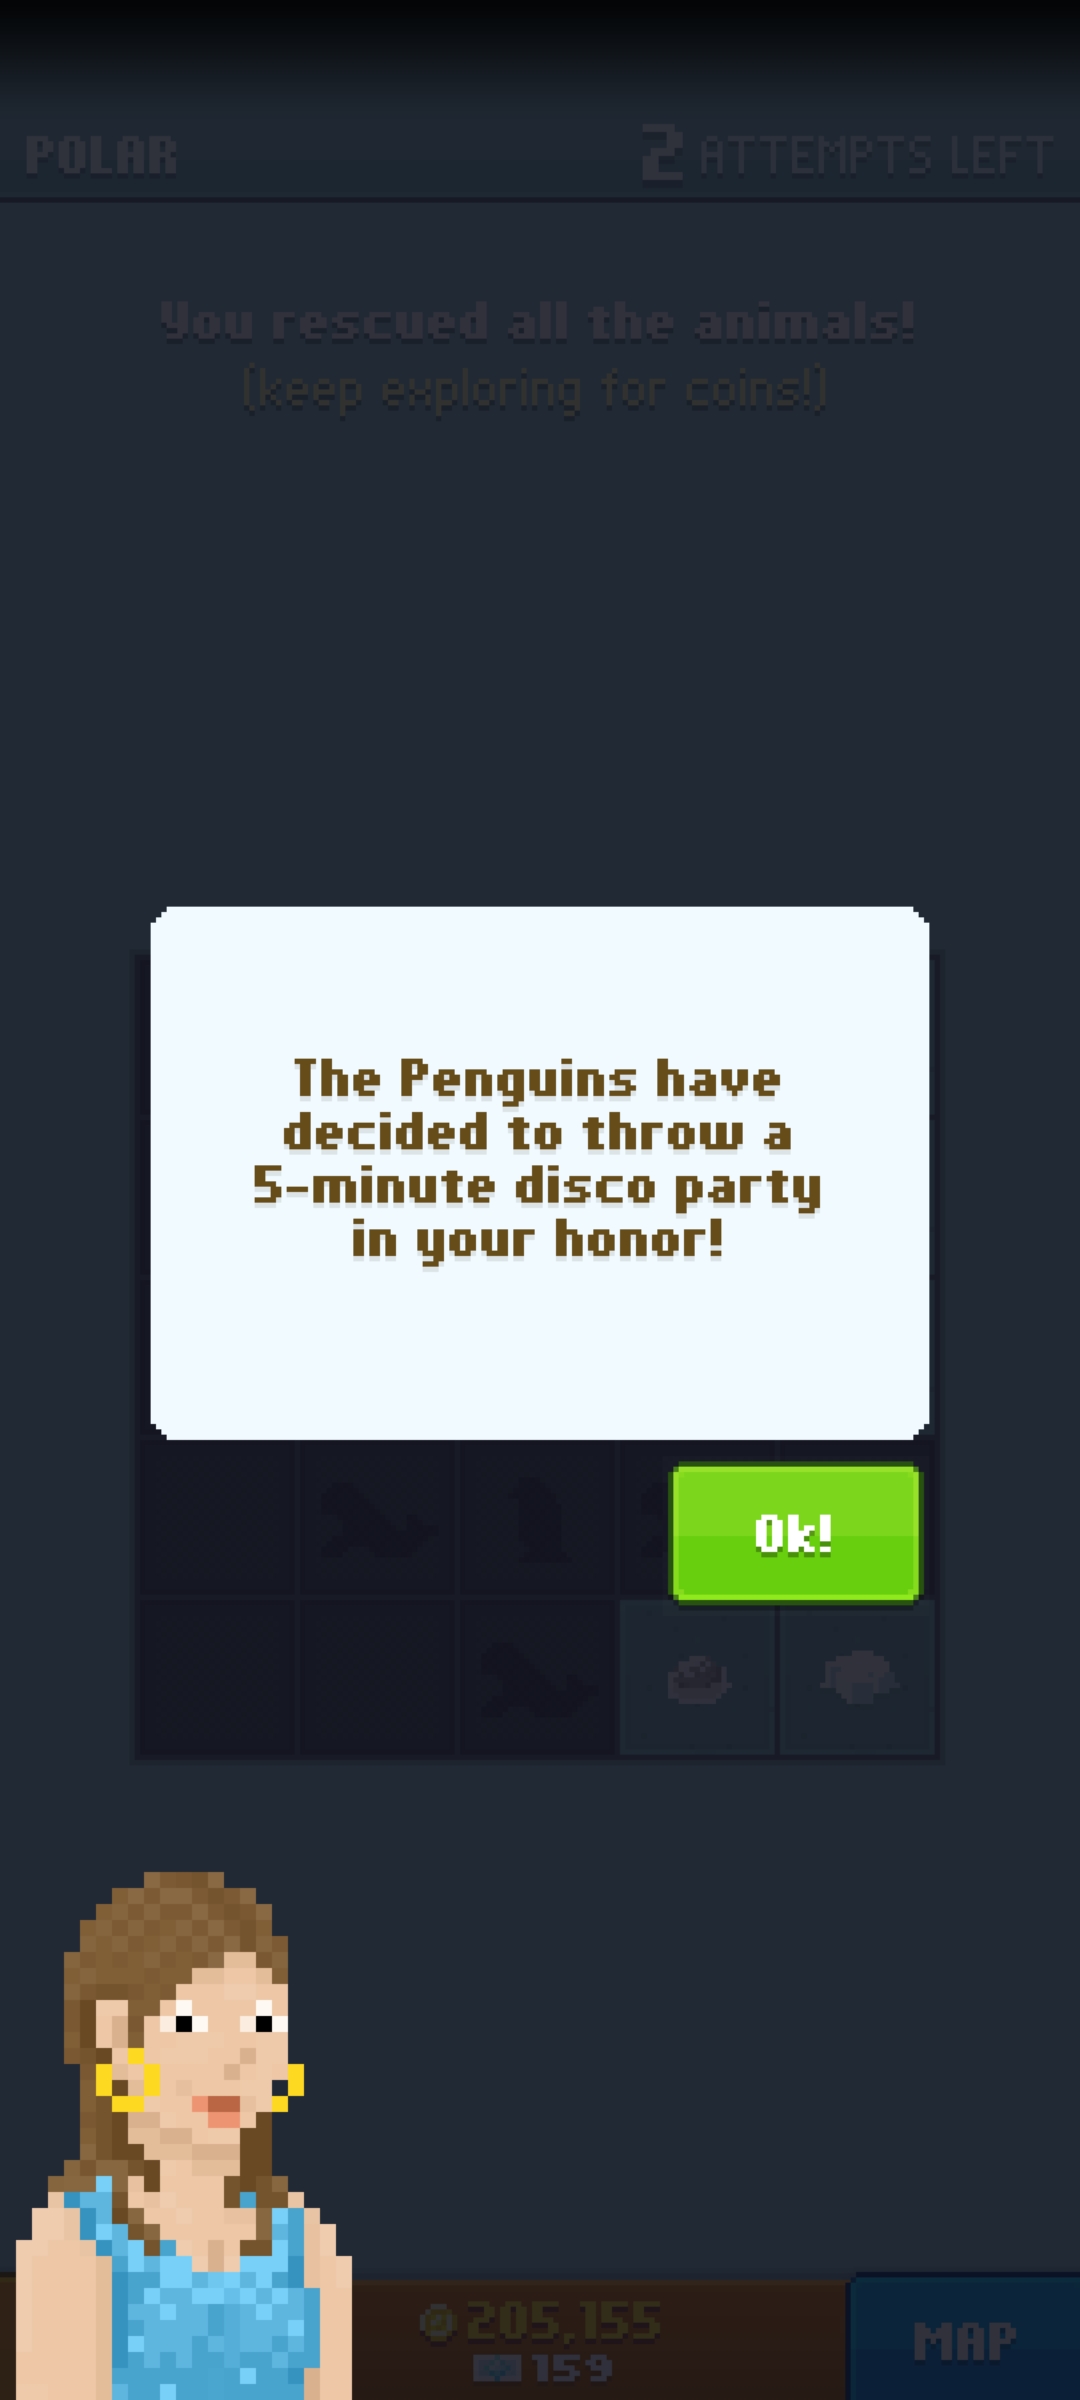 POLAR
2 ATTEMPTS LEFT
You rescued all the animals!
(keep exploring for coins!)
The Penguins have
decided to throw a
5-minute disco party
in your honor!
Ok!
205,155
159
MAP